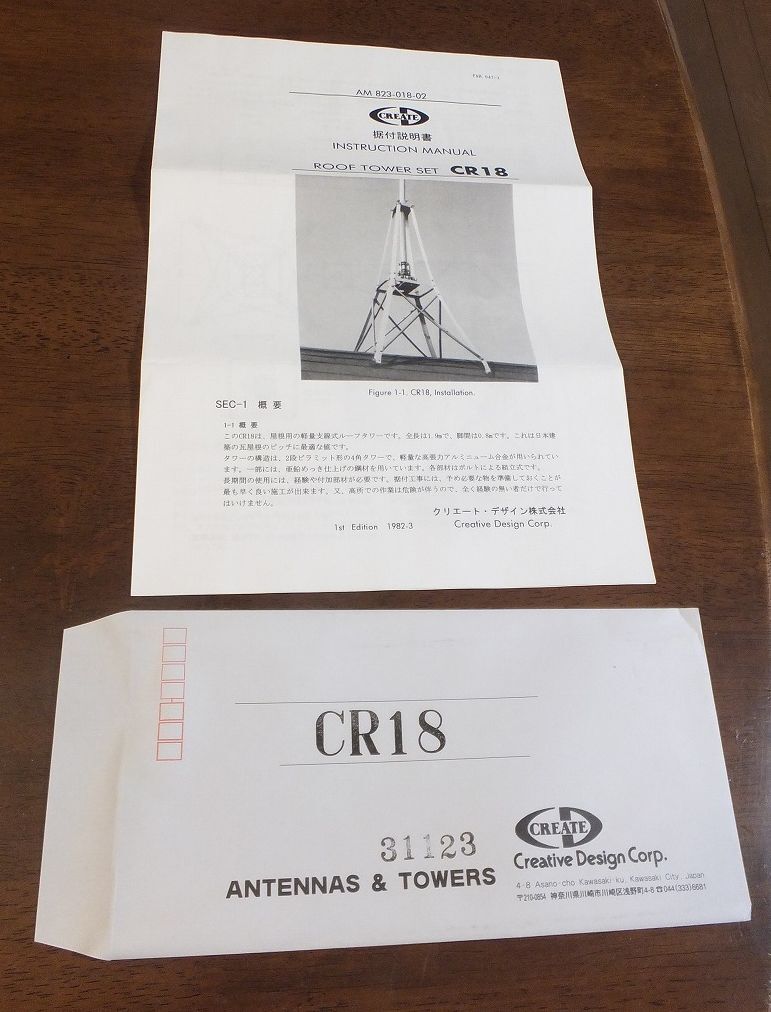 AM 823-018-02
CREATE
据付説明書
INSTRUCTION MANUAL
ROOF TOWER SET CR18
Figure 1-1. CR18, Installation.
SEC-1 概 要
1-1 概 要
このCR18は、屋根用の軽量支線式ルーフタワーです。全長は1.9mで、脚間は0.8mです。これは日本建
築の瓦屋根のピッチに最適な値です。
タワーの構造は、2段ピラミット形の4角タワーで、軽量な高張力アルミニューム合金が用いられてい
ます。一部には、亜鉛めっき仕上げの鋼材を用いています。各部材はボルトによる組立式です。
長期間の使用には、経験や付加部材が必要です。据付工事には、予め必要な物を準備しておくことが
最も早く良い施工が出来ます。又、高所での作業は危険が伴うので、全く経験の無い者だけで行って
はいけません。
クリエート・デザイン株式会社
1st Edition 1982-3 Creative Design Corp.
CR18
31123
ANTENNAS & TOWERS
CREATE
Creative Design Corp.
4-8 Asano-cho Kawasaki-ku, Kawasaki City, Japan
〒210-0854 神奈川県川崎市川崎区浅野町4-8 ☎044(333)6681